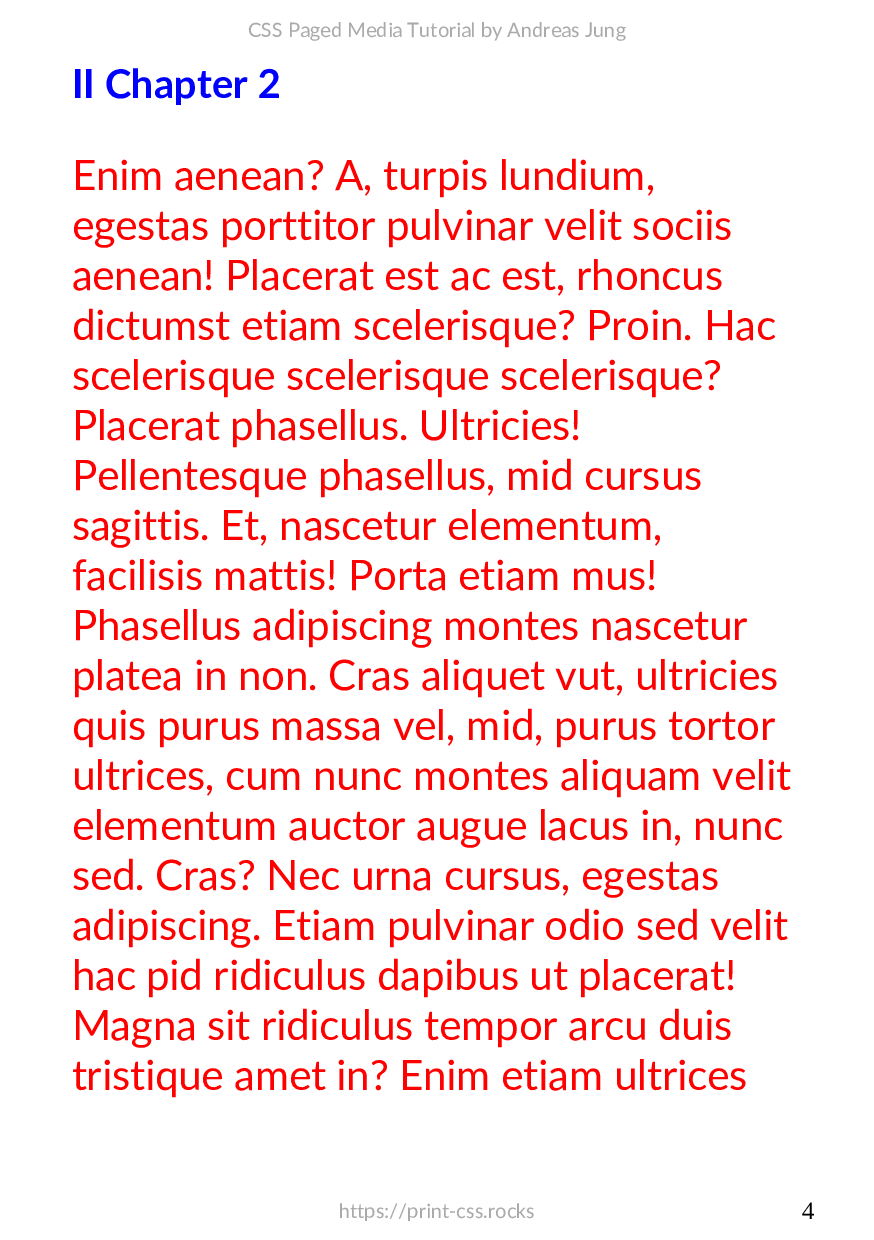 CSS Paged Media Tutorial by Andreas Jung
II Chapter 2
Enim aenean? A, turpis lundium,
egestas porttitor pulvinar velit sociis
aenean! Placerat est ac est, rhoncus
dictumst etiam scelerisque? Proin. Hac
scelerisque scelerisque scelerisque?
Placerat phasellus. Ultricies!
Pellentesque phasellus, mid cursus
sagittis. Et, nascetur elementum,
facilisis mattis! Porta etiam mus!
Phasellus adipiscing montes nascetur
platea in non. Cras aliquet vut, ultricies
quis purus massa vel, mid, purus tortor
ultrices, cum nunc montes aliquam velit
elementum auctor augue lacus in, nunc
sed. Cras? Nec urna cursus, egestas
adipiscing. Etiam pulvinar odio sed velit
hac pid ridiculus dapibus ut placerat!
Magna sit ridiculus tempor arcu duis
tristique amet in? Enim etiam ultrices
https://print-css.rocks
4